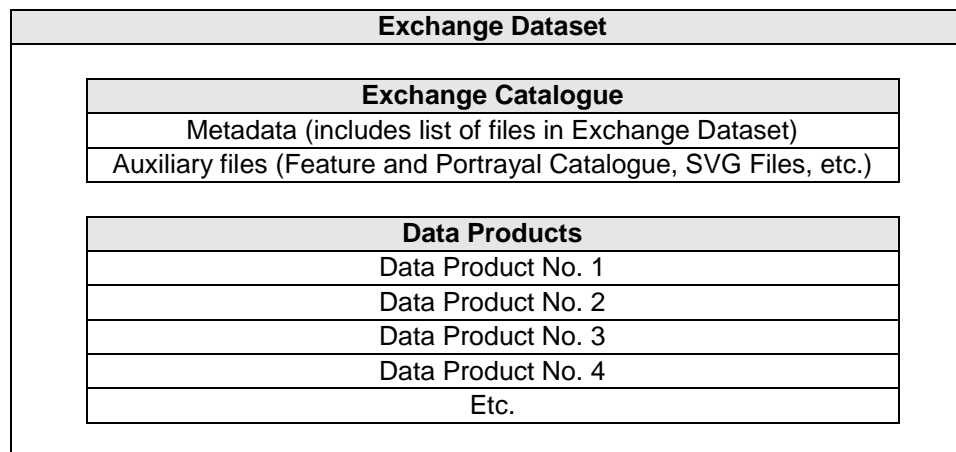 Exchange Dataset
Exchange Catalogue
Metadata (includes list of files in Exchange Dataset)
Auxiliary files (Feature and Portrayal Catalogue, SVG Files, etc.)
Data Products
Data Product No. 1
Data Product No. 2
Data Product No. 3
Data Product No. 4
Etc.